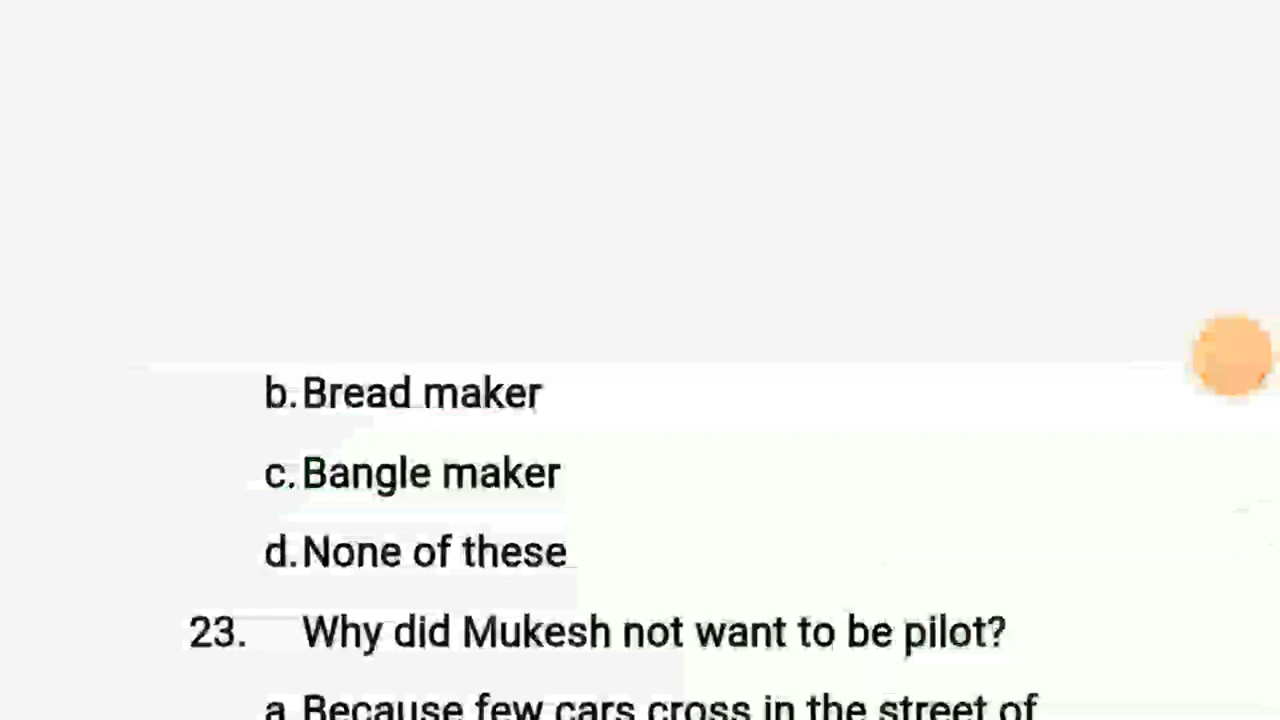 b. Bread maker
c. Bangle maker
d. None of these
23. Why did Mukesh not want to be pilot?
a. Because few cars cross in the street of